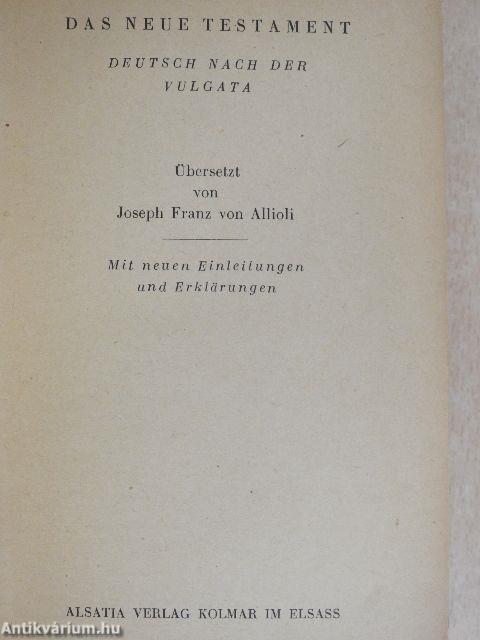 DAS NEUE TESTAMENT
DEUTSCH NACH DER
VULGATA
Übersetzt
von
Joseph Franz von Allioli
Mit neuen Einleitungen
und Erklärungen
ALSATIA VERLAG KOLMAR IM ELSASS
Antikvárium.hu